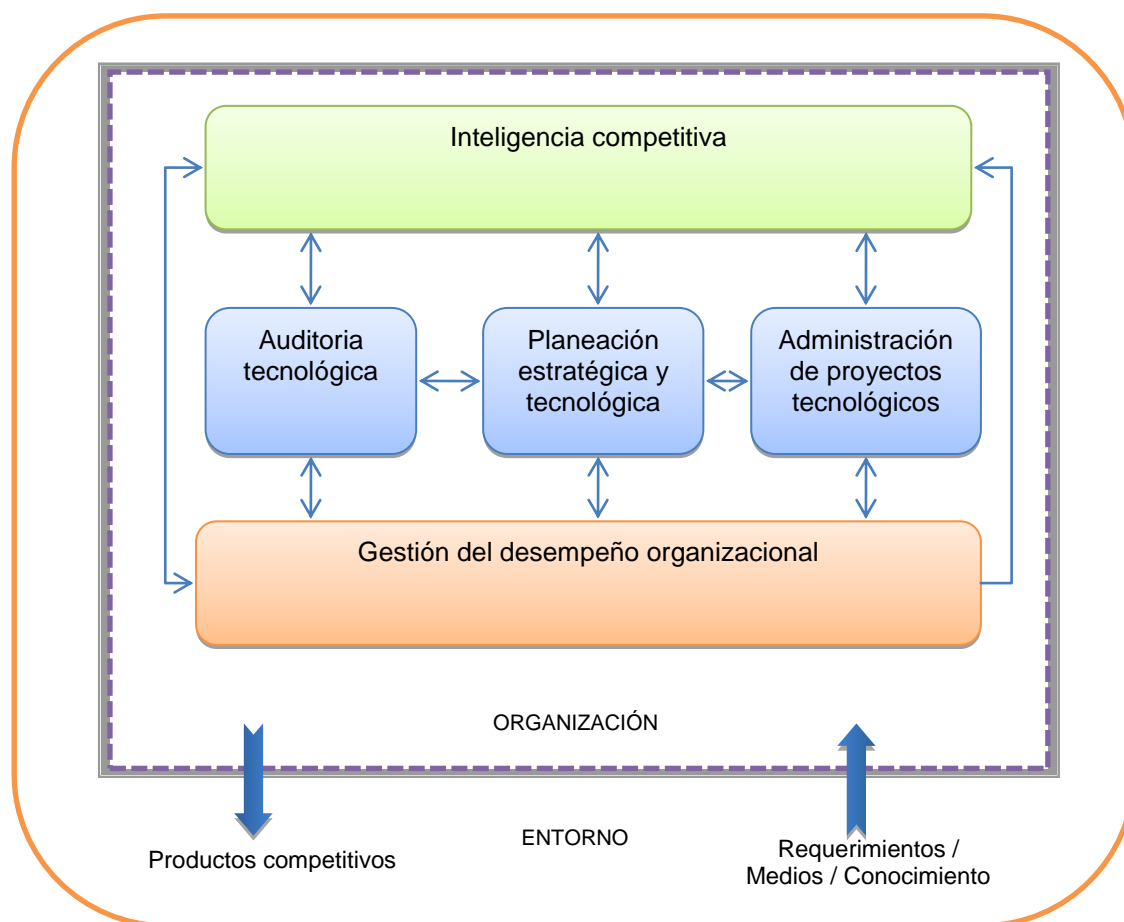 Inteligencia competitiva
Auditoria
tecnológica
Planeación
estratégica y
tecnológica
Administración
de proyectos
tecnológicos
Gestión del desempeño organizacional
ORGANIZACIÓN
ENTORNO
Productos competitivos
Requerimientos /
Medios / Conocimiento